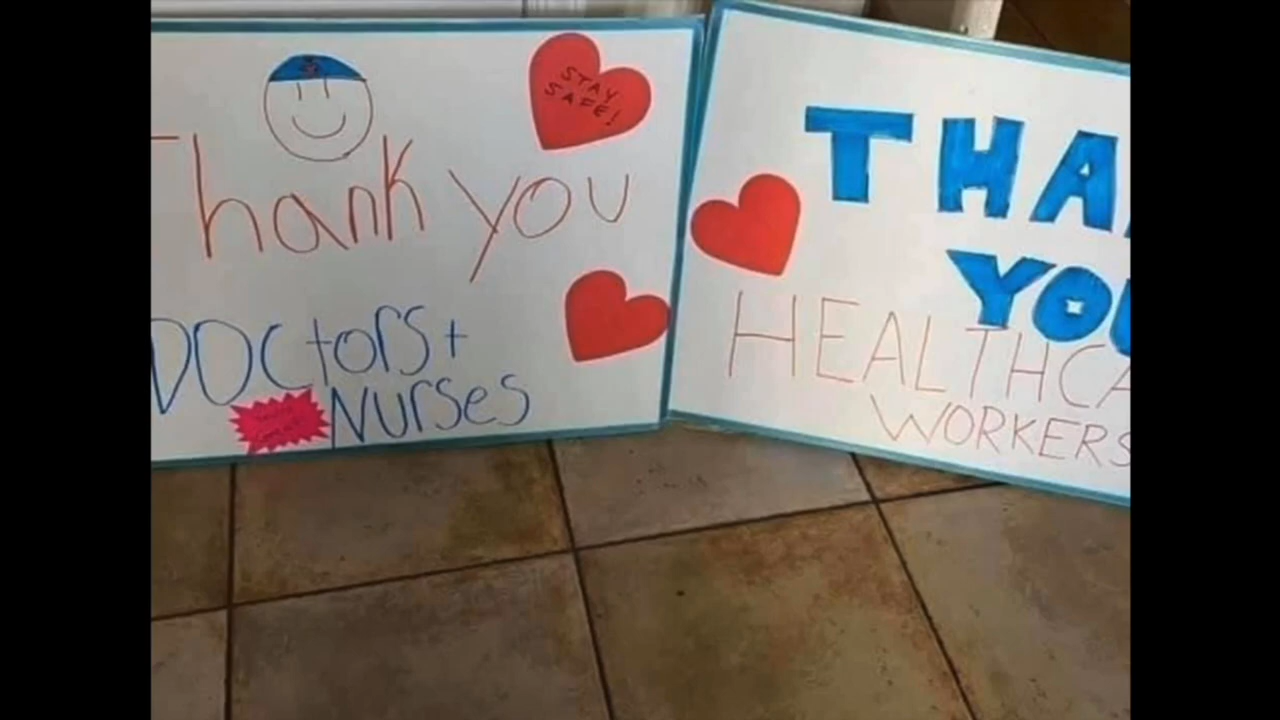 STAY
SAFE!
Thank you
DOCtorS +
Nurses
THA
YOU
HEALTHCA
WORKERS